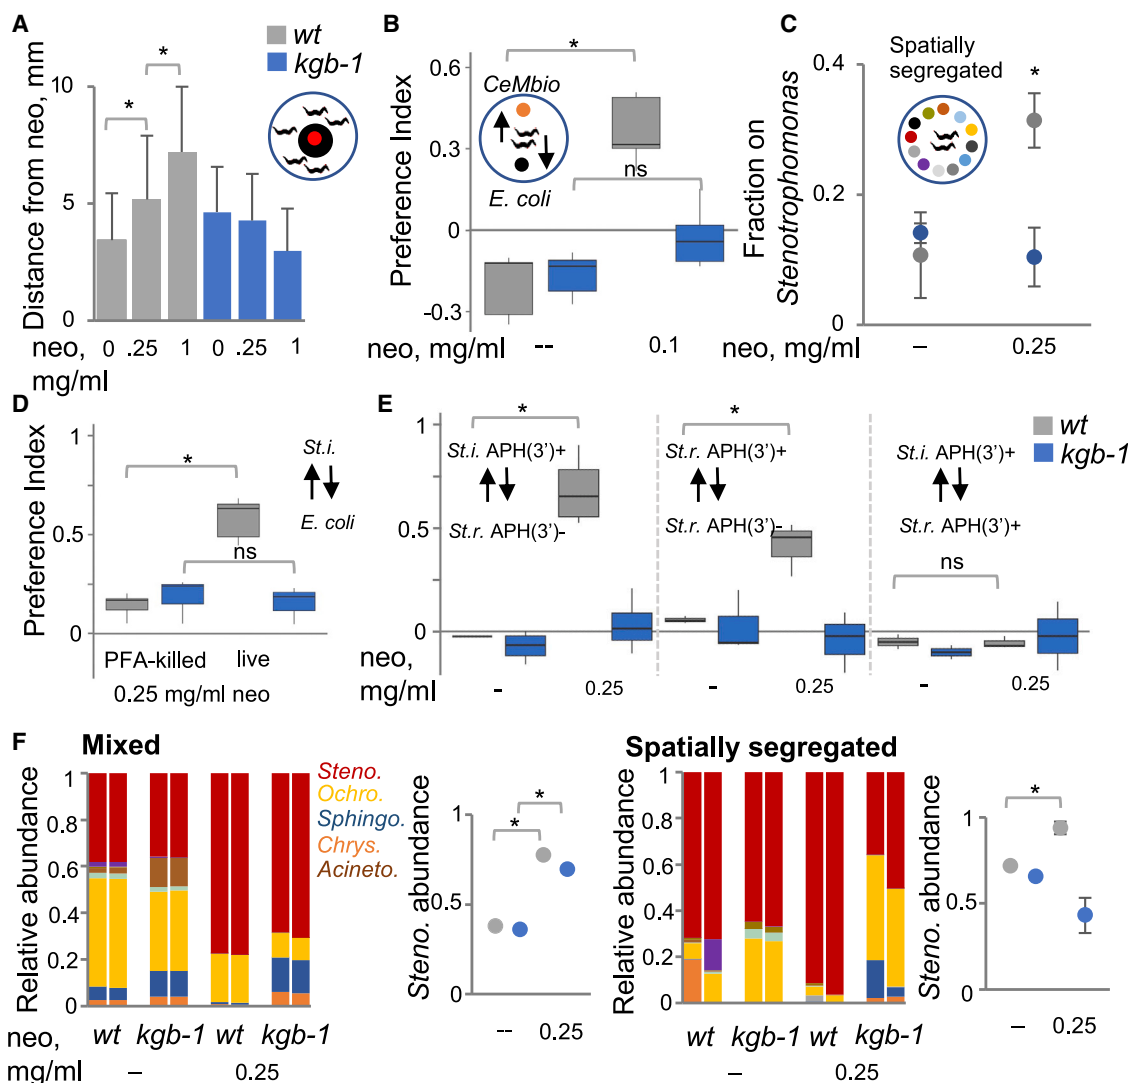 A
wt
kgb-1
*
*
Distance from neo, mm
10
5
0
neo,
mg/ml
0 .25 1 0 .25 1
B
*
0.6
CeMbio
Preference Index
0.3
ns
E. coli
0
-0.3
neo, mg/ml -- 0.1
C
Spatially
segregated
*
0.4
Fraction on
Stenotrophomonas
0.2
0
neo, mg/ml – 0.25
D
1
*
St.i.
E. coli
Preference Index
0.5
ns
0
PFA-killed live
0.25 mg/ml neo
E
1
* *
wt
kgb-1
St.i. APH(3')+ St.r. APH(3')+ St.i. APH(3')+
St.r. APH(3')- St.r. APH(3')- St.r. APH(3')+
0.5
ns
0
neo,
mg/ml
- 0.25 - 0.25 - 0.25
F
Mixed
Relative abundance
1
0.8
0.6
0.4
0.2
0
Steno.
Ochro.
Sphingo.
Chrys.
Acineto.
neo,
mg/ml
wt kgb-1 wt kgb-1
– 0.25
Steno. abundance
1
*
*
0.5
0
-- 0.25
Spatially segregated
Relative abundance
1
0.8
0.6
0.4
0.2
0
neo,
mg/ml
wt kgb-1 wt kgb-1
– 0.25
Steno. abundance
1
*
0.5
0
– 0.25